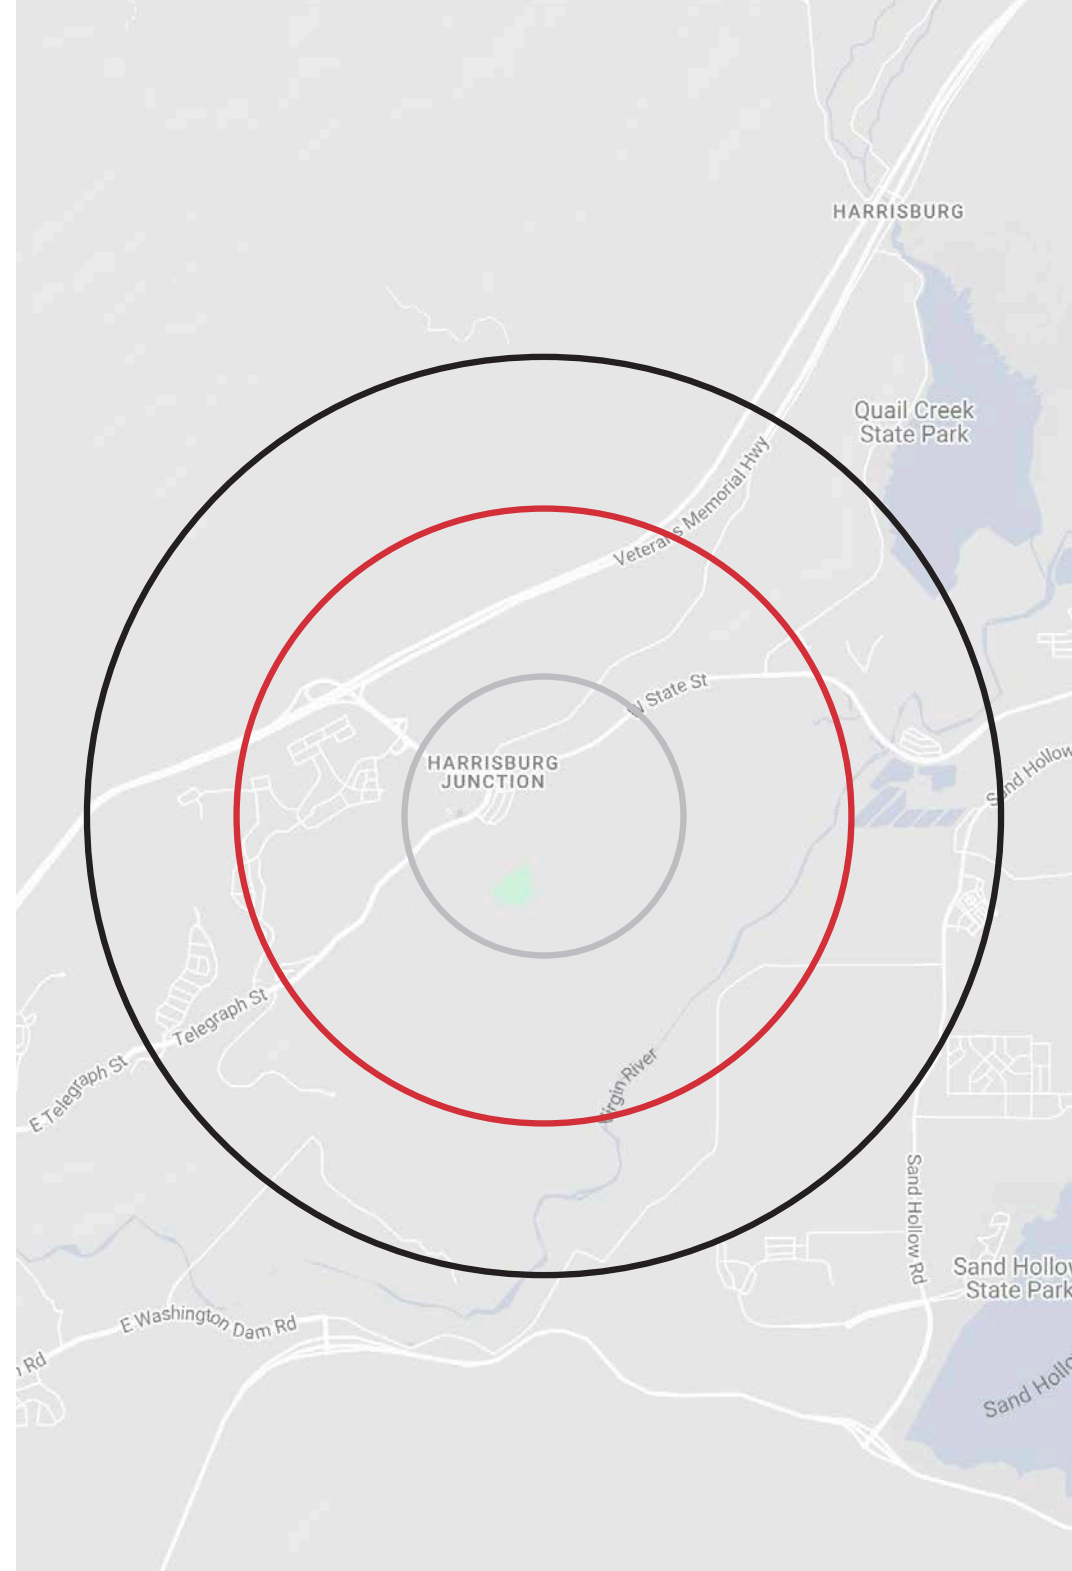 HARRISBURG
Quail Creek
State Park
Veterans Memorial Hwy
W State St
HARRISBURG
JUNCTION
Sand Hollow
Telegraph St
E Telegraph St
Virgin River
Sand Hollow Rd
Sand Hollow
State Park
E Washington Dam Rd
Rd
Sand Hollo